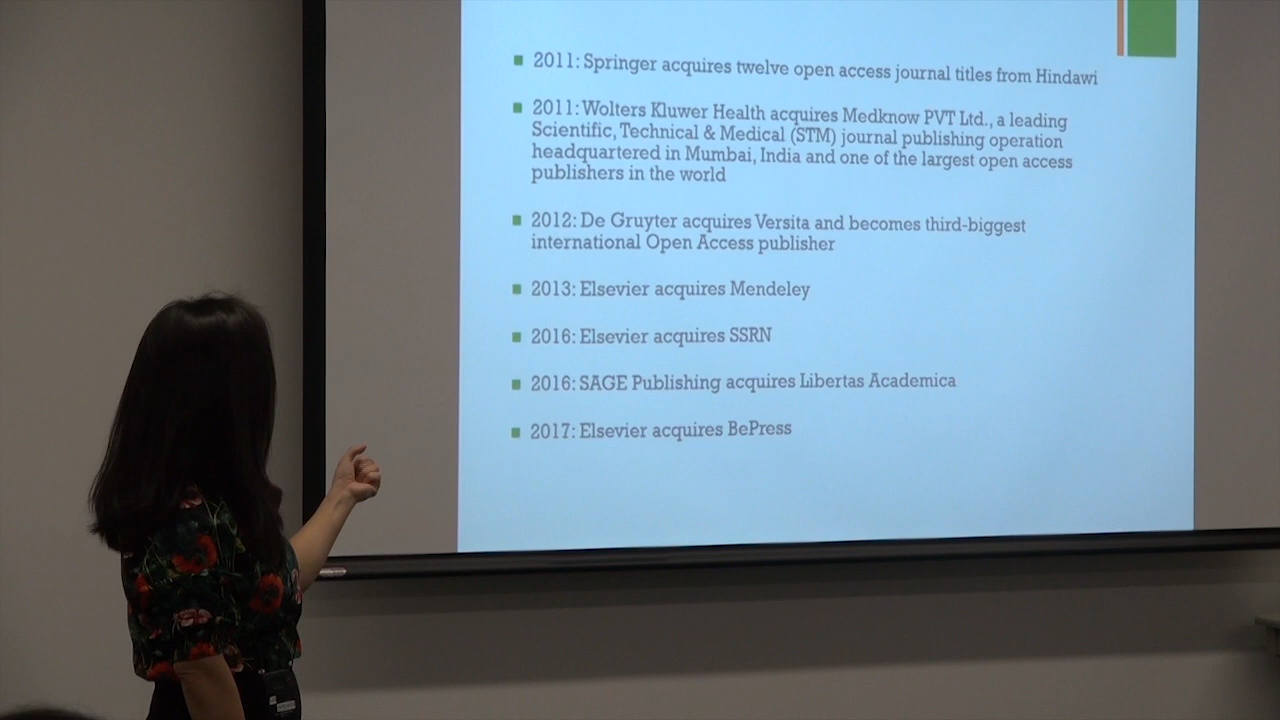 2011: Springer acquires twelve open access journal titles from Hindawi
2011: Wolters Kluwer Health acquires Medknow PVT Ltd., a leading
Scientific, Technical & Medical (STM) journal publishing operation
headquartered in Mumbai, India and one of the largest open access
publishers in the world
2012: De Gruyter acquires Versita and becomes third-biggest
international Open Access publisher
2013: Elsevier acquires Mendeley
2016: Elsevier acquires SSRN
2016: SAGE Publishing acquires Libertas Academica
2017: Elsevier acquires BePress